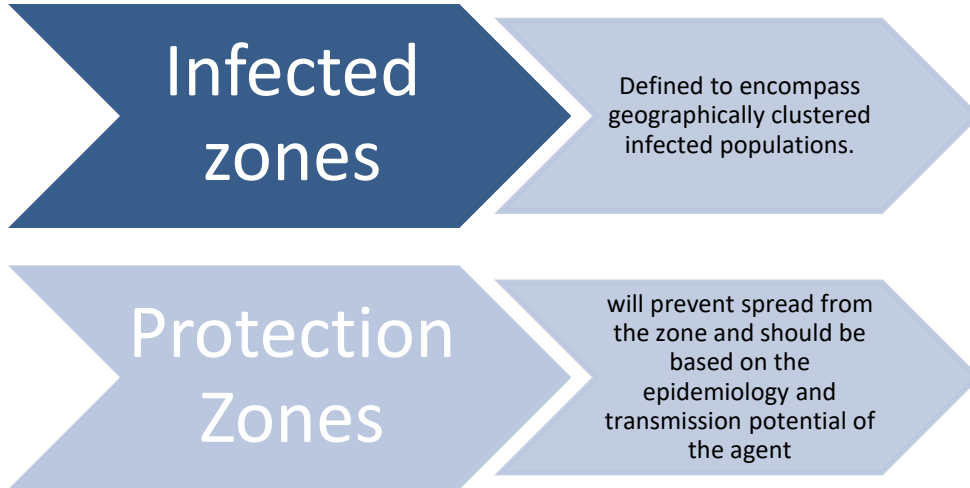 Infected
zones
Defined to encompass
geographically clustered
infected populations.
Protection
Zones
will prevent spread from
the zone and should be
based on the
epidemiology and
transmission potential of
the agent